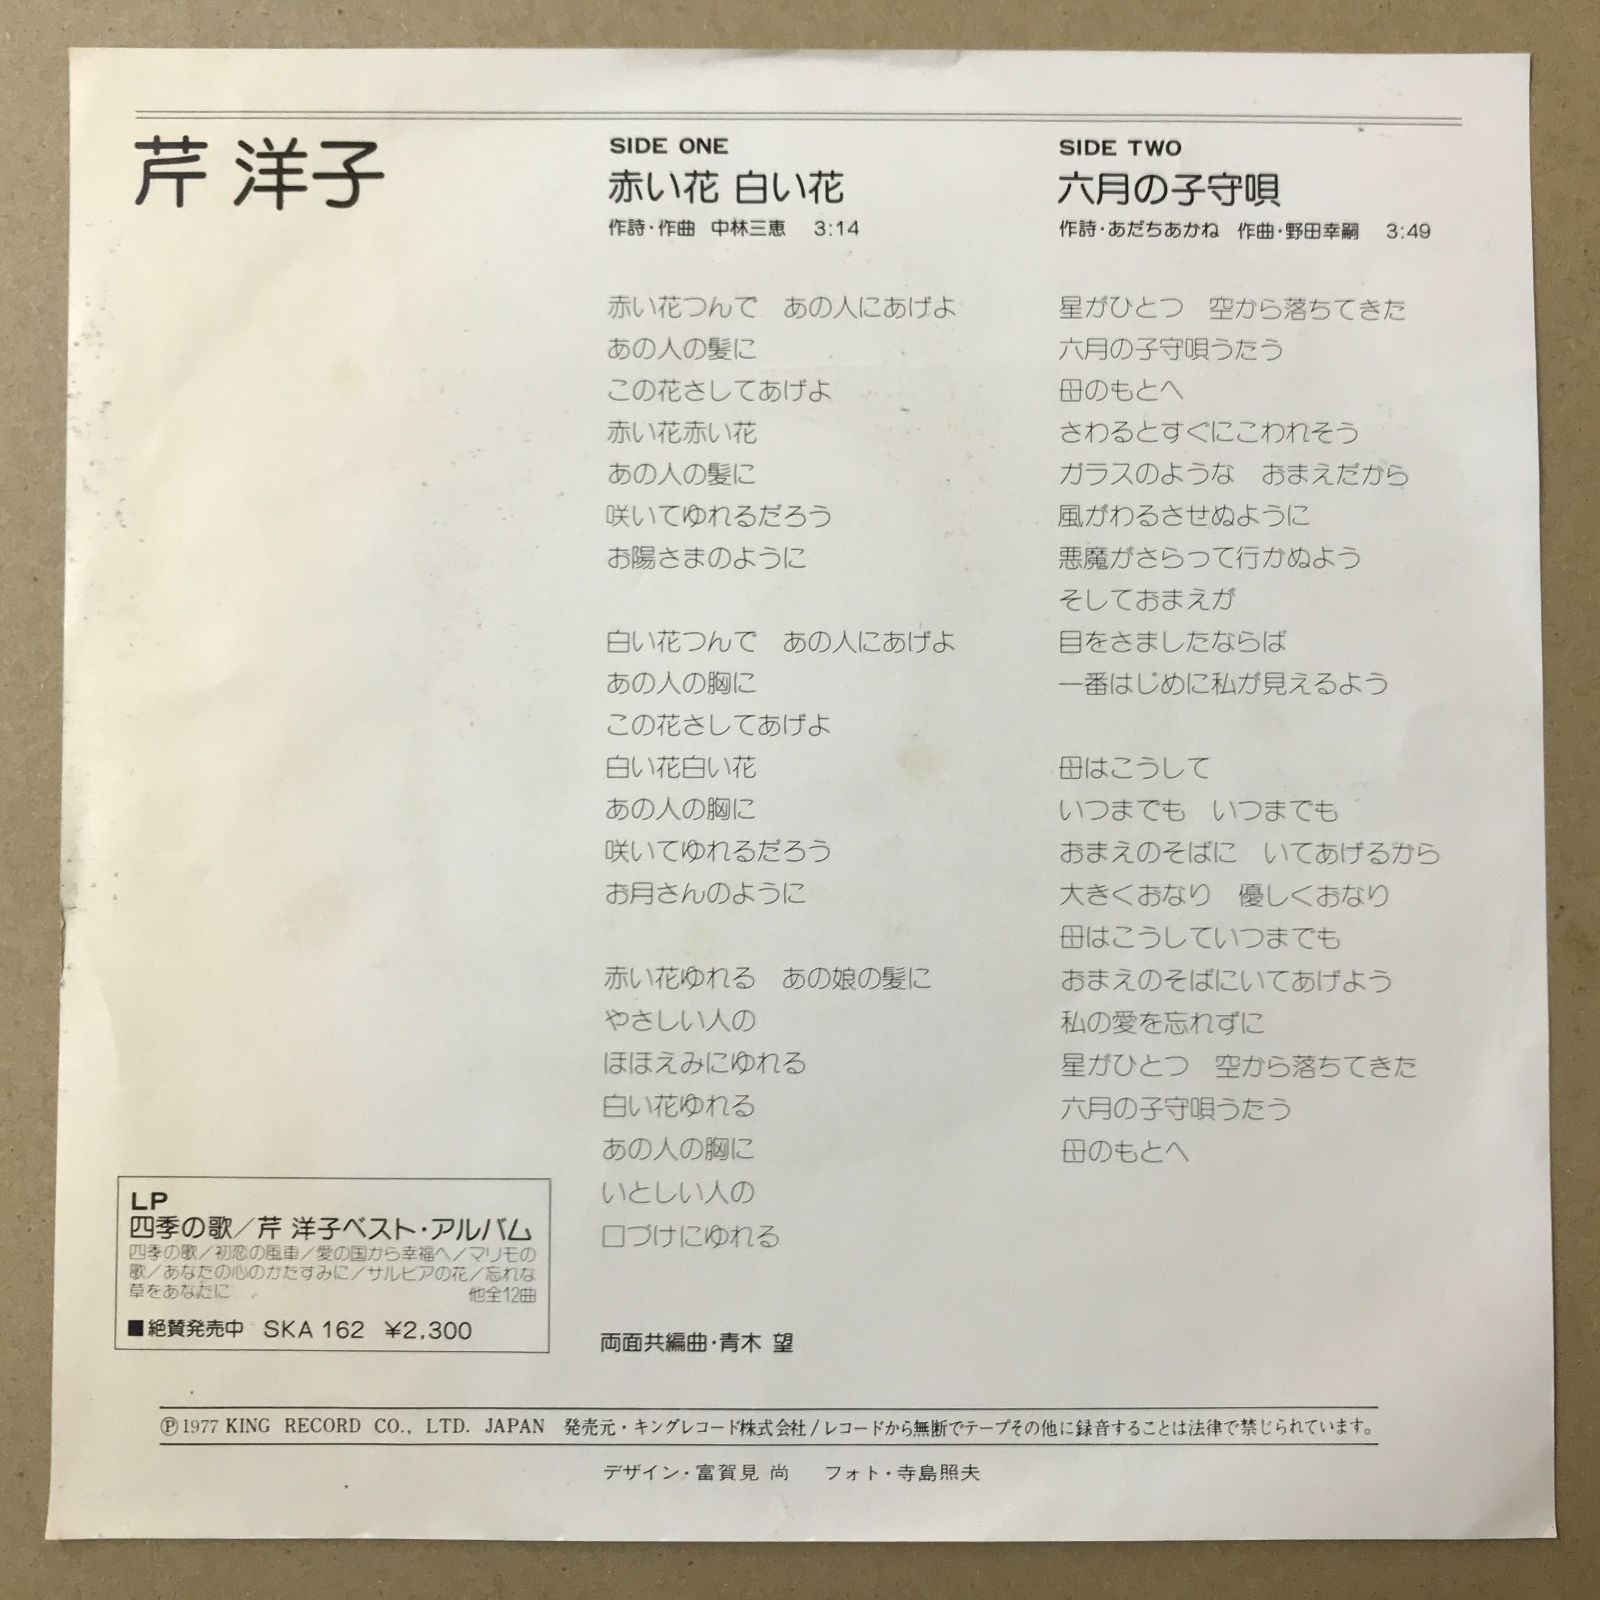 芹 洋子
SIDE ONE
赤い花 白い花
作詩・作曲 中林三恵 3:14
赤い花つんで あの人にあげよ
あの人の髪に
この花さしてあげよ
赤い花赤い花
あの人の髪に
咲いてゆれるだろう
お陽さまのように
白い花つんで あの人にあげよ
あの人の胸に
この花さしてあげよ
白い花白い花
あの人の胸に
咲いてゆれるだろう
お月さんのように
赤い花ゆれる あの娘の髪に
やさしい人の
ほほえみにゆれる
白い花ゆれる
あの人の胸に
いとしい人の
口づけにゆれる
両面共編曲・青木 望
SIDE TWO
六月の子守唄
作詩・あだちあかね 作曲・野田幸嗣 3:49
星がひとつ 空から落ちてきた
六月の子守唄うたう
母のもとへ
さわるとすぐにこわれそう
ガラスのような おまえだから
風がわるさせぬように
悪魔がさらって行かぬよう
そしておまえが
目をさましたならば
一番はじめに私が見えるよう
母はこうして
いつまでも いつまでも
おまえのそばに いてあげるから
大きくおなり 優しくおなり
母はこうしていつまでも
おまえのそばにいてあげよう
私の愛を忘れずに
星がひとつ 空から落ちてきた
六月の子守唄うたう
母のもとへ
LP
四季の歌／芹 洋子ベスト・アルバム
四季の歌／初恋の風車／愛の国から幸福へ／マリモの
歌／あなたの心のかたすみに／サルビアの花／忘れな
草をあなたに 他全12曲
■絶賛発売中 SKA 162 ¥2,300
Ⓟ1977 KING RECORD CO., LTD. JAPAN 発売元・キングレコード株式会社/レコードから無断でテープその他に録音することは法律で禁じられています。
デザイン・富賀見 尚 フォト・寺島照夫